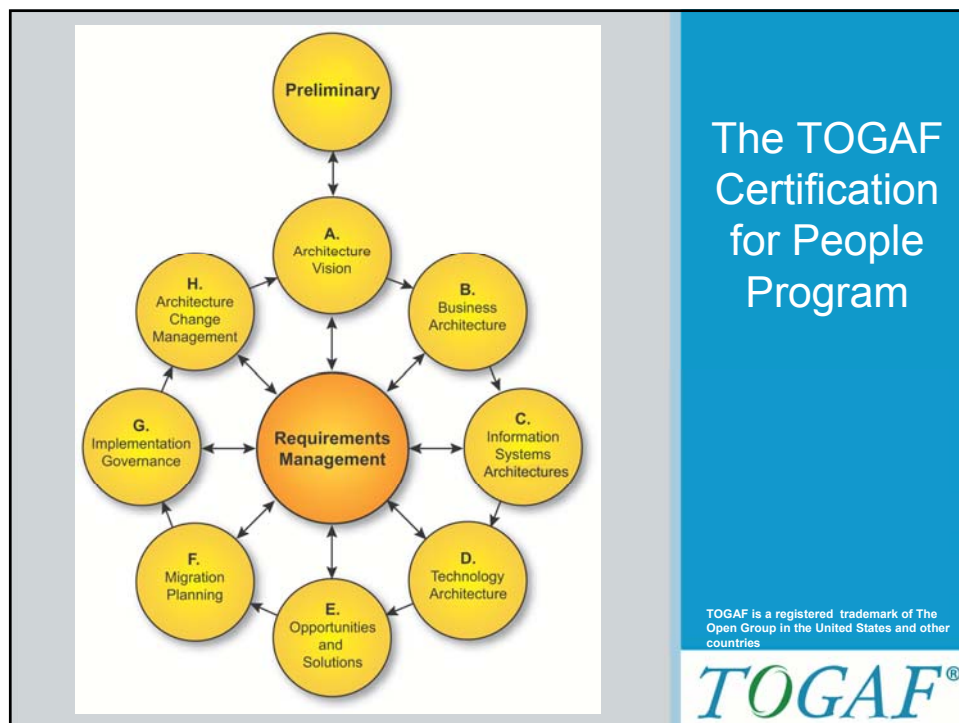 Preliminary
A.
Architecture
Vision
B.
Business
Architecture
C.
Information
Systems
Architectures
D.
Technology
Architecture
E.
Opportunities
and
Solutions
F.
Migration
Planning
G.
Implementation
Governance
H.
Architecture
Change
Management
Requirements
Management
The TOGAF
Certification
for People
Program
TOGAF is a registered trademark of The
Open Group in the United States and other
countries
TOGAF®